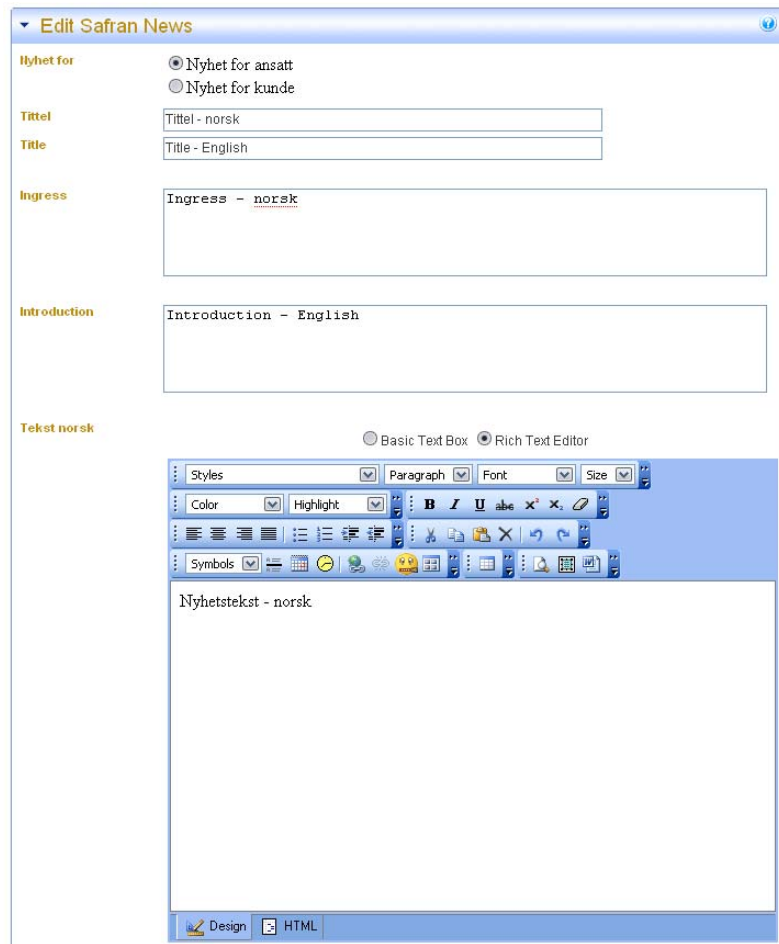 Edit Safran News
Nyhet for
Nyhet for ansatt
Nyhet for kunde
Tittel
Tittel - norsk
Title
Title - English
Ingress
Ingress - norsk
Introduction
Introduction - English
Tekst norsk
Basic Text Box Rich Text Editor
Styles Paragraph Font Size
Color Highlight B I U abe x² x₂
Symbols
Nyhetstekst - norsk
Design HTML